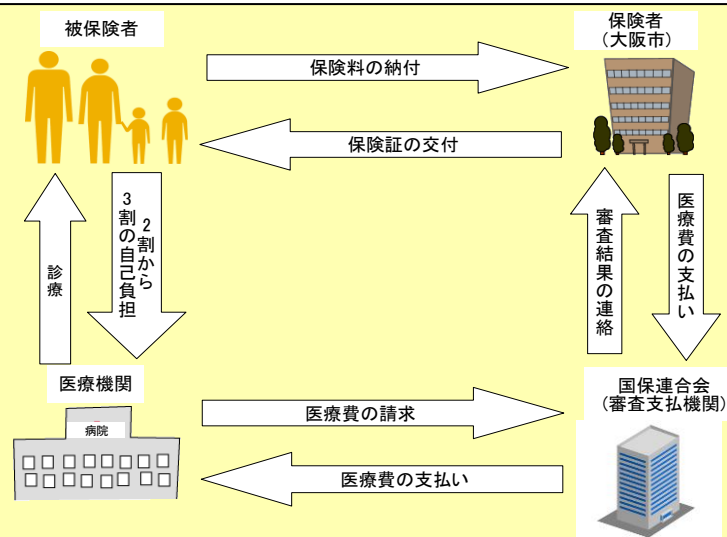 被保険者
保険者
（大阪市）
保険料の納付
保険証の交付
診療
2割から
3割の自己負担
審査結果の連絡
医療費の支払い
医療機関
病院
医療費の請求
医療費の支払い
国保連合会
（審査支払機関）